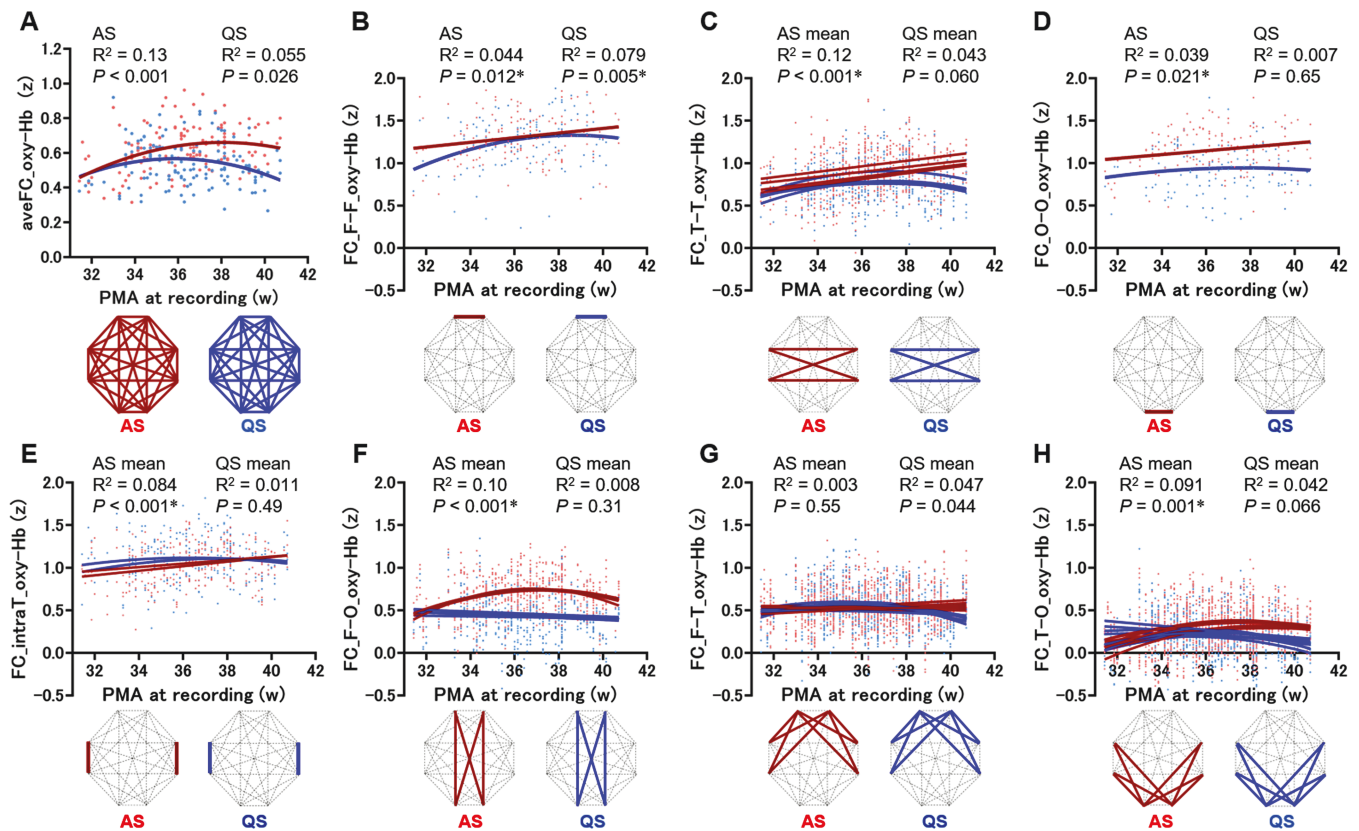 A
AS
R² = 0.13
P < 0.001
QS
R² = 0.055
P = 0.026
aveFC_oxy-Hb (z)
1.2
1.0
0.8
0.6
0.4
0.2
0.0
32 34 36 38 40 42
PMA at recording (w)
AS QS
B
AS
R² = 0.044
P = 0.012*
QS
R² = 0.079
P = 0.005*
FC_F-F_oxy-Hb (z)
2.0
1.5
1.0
0.5
0.0
-0.5
32 34 36 38 40 42
PMA at recording (w)
AS QS
C
AS mean
R² = 0.12
P < 0.001*
QS mean
R² = 0.043
P = 0.060
FC_T-T_oxy-Hb (z)
2.0
1.5
1.0
0.5
0.0
-0.5
32 34 36 38 40 42
PMA at recording (w)
AS QS
D
AS
R² = 0.039
P = 0.021*
QS
R² = 0.007
P = 0.65
FC_O-O_oxy-Hb (z)
2.0
1.5
1.0
0.5
0.0
-0.5
32 34 36 38 40 42
PMA at recording (w)
AS QS
E
AS mean
R² = 0.084
P < 0.001*
QS mean
R² = 0.011
P = 0.49
FC_intraT_oxy-Hb (z)
2.0
1.5
1.0
0.5
0.0
-0.5
32 34 36 38 40 42
PMA at recording (w)
AS QS
F
AS mean
R² = 0.10
P < 0.001*
QS mean
R² = 0.008
P = 0.31
FC_F-O_oxy-Hb (z)
2.0
1.5
1.0
0.5
0.0
-0.5
32 34 36 38 40 42
PMA at recording (w)
AS QS
G
AS mean
R² = 0.003
P = 0.55
QS mean
R² = 0.047
P = 0.044
FC_F-T_oxy-Hb (z)
2.0
1.5
1.0
0.5
0.0
-0.5
32 34 36 38 40 42
PMA at recording (w)
AS QS
H
AS mean
R² = 0.091
P = 0.001*
QS mean
R² = 0.042
P = 0.066
FC_T-O_oxy-Hb (z)
2.0
1.5
1.0
0.5
0.0
-0.5
32 34 36 38 40 42
PMA at recording (w)
AS QS